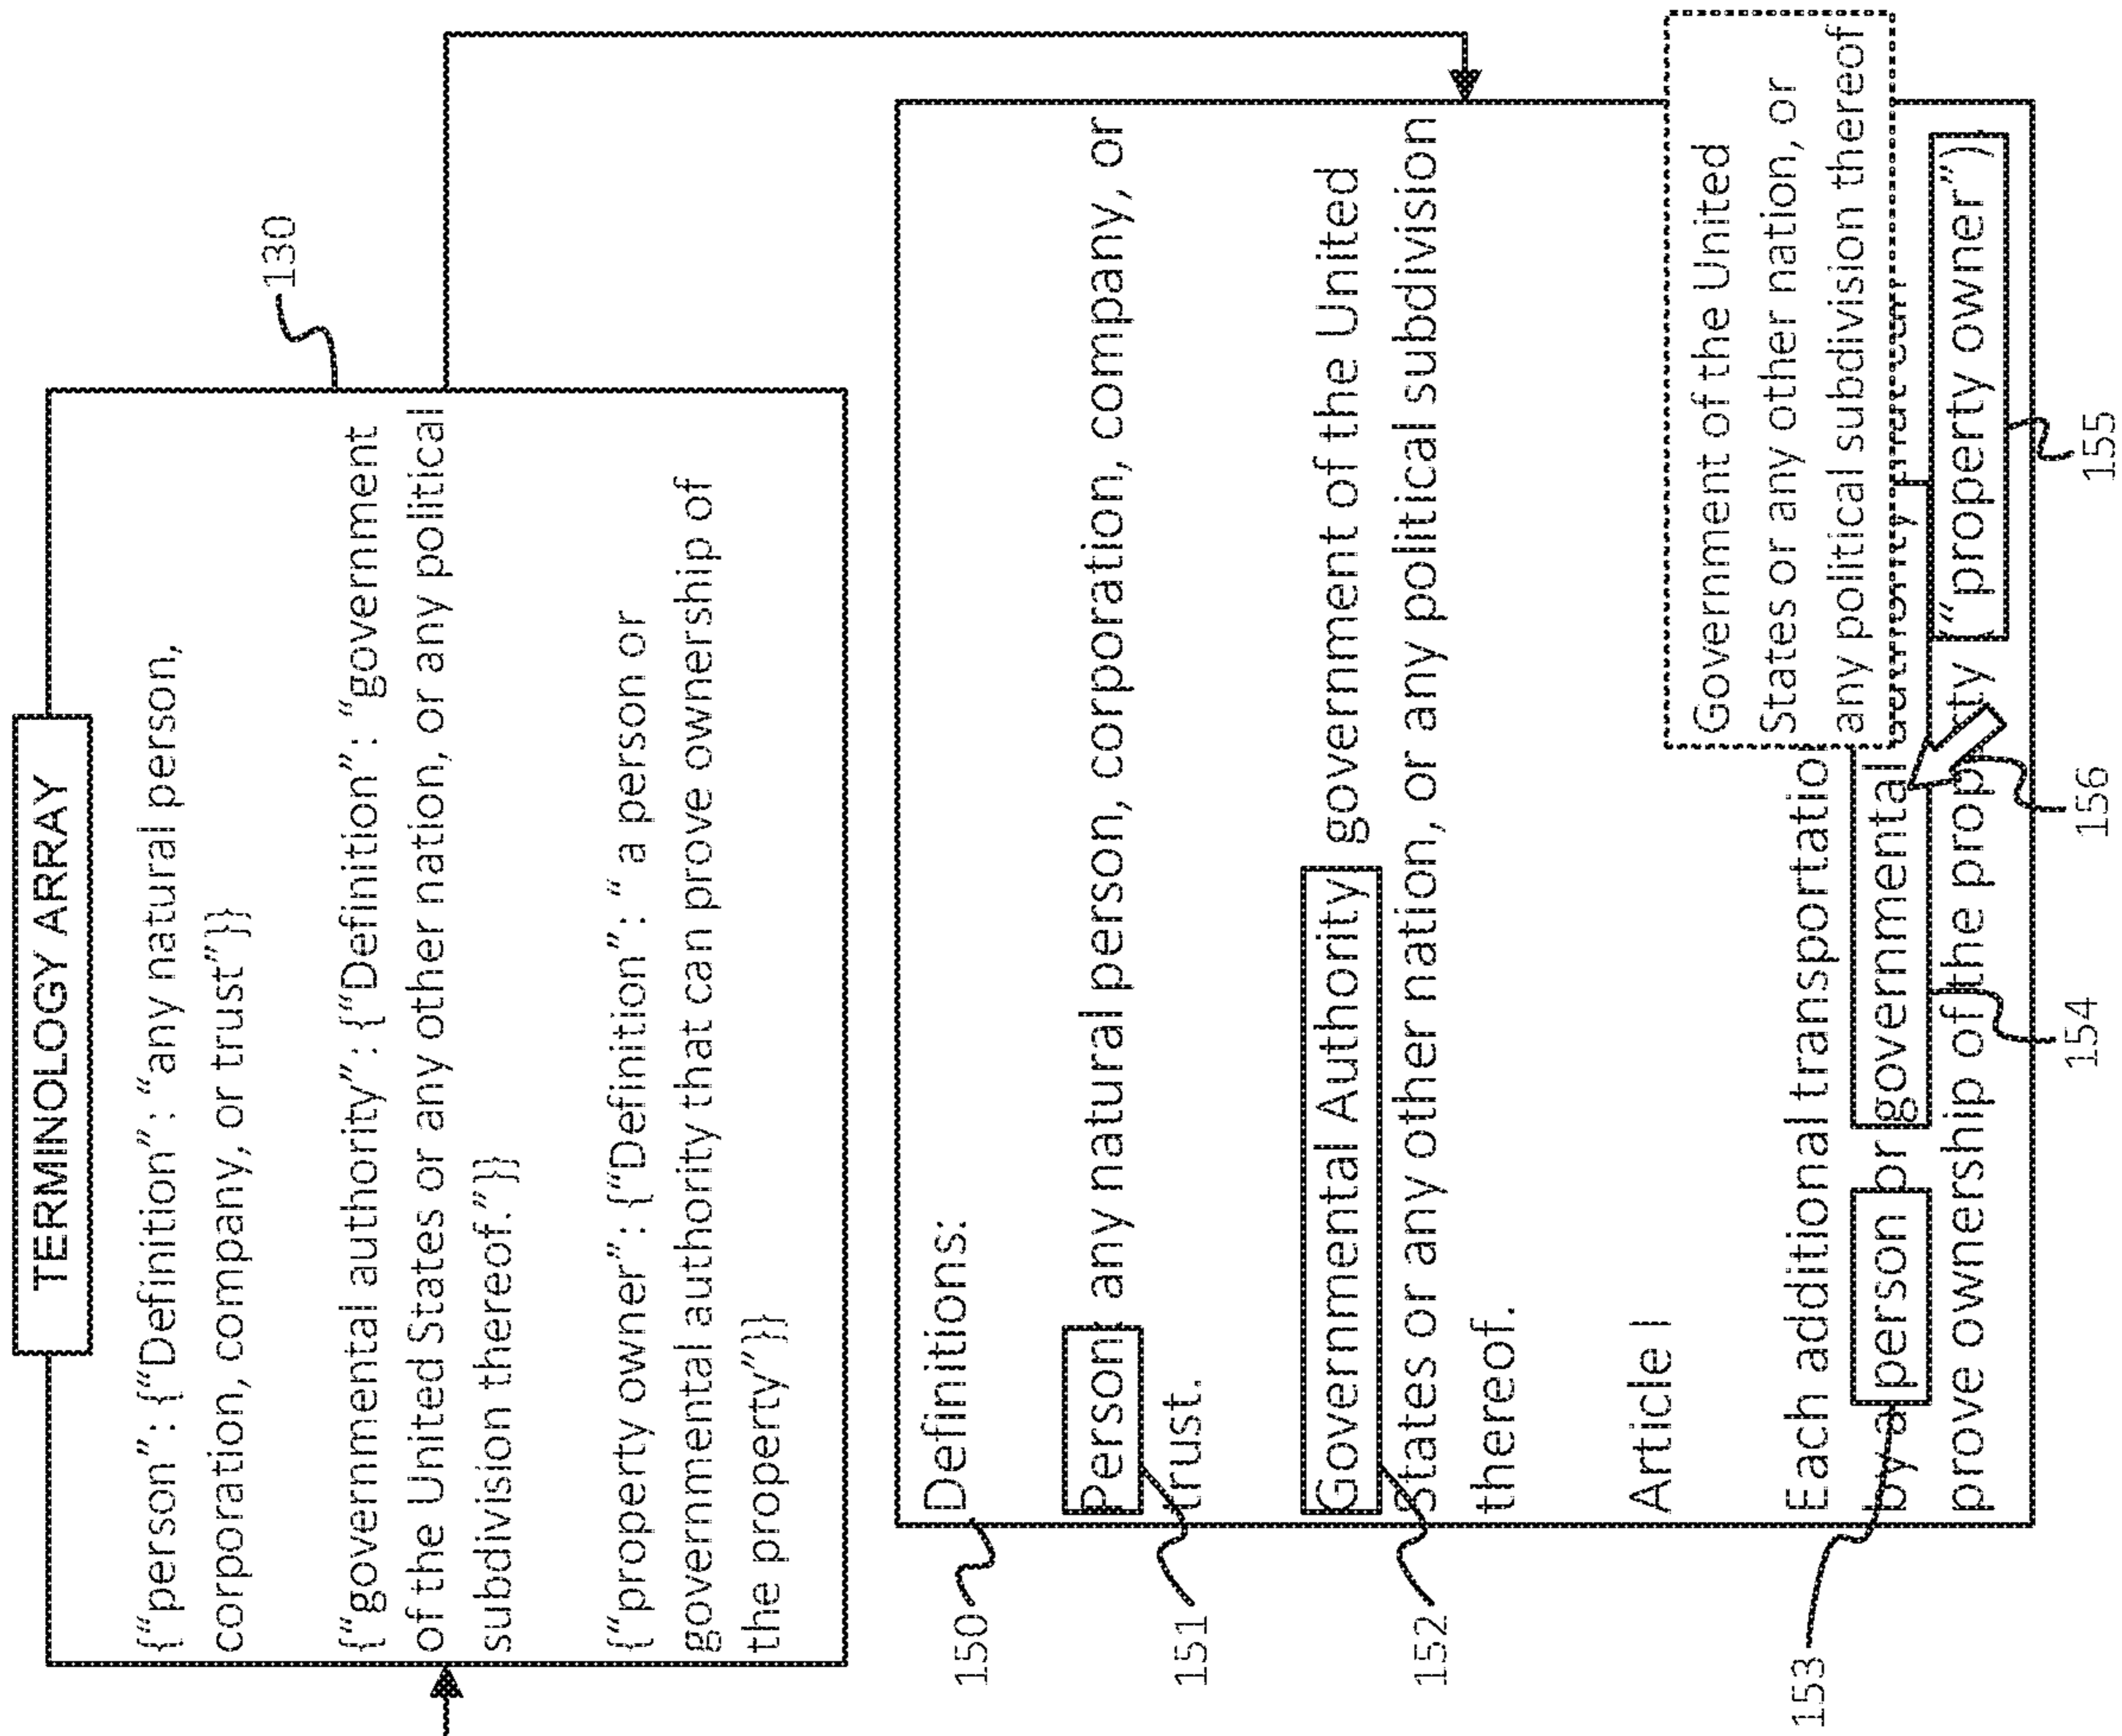 TERMINOLOGY ARRAY
{“person”: {“Definition”: “any natural person,
corporation, company, or trust”}}
{“governmental authority”: {“Definition”: “government
of the United States or any other nation, or any political
subdivision thereof.”}}
{“property owner”: {“Definition”: “ a person or
governmental authority that can prove ownership of
the property”}}
130
Definitions:
Person: any natural person, corporation, company, or
trust.
Governmental Authority government of the United
States or any other nation, or any political subdivision
thereof.
Article I
Each additional transportatio
by a person or governmental authority that can
prove ownership of the property (“property owner”)
Government of the United
States or any other nation, or
any political subdivision thereof
150
151
152
153
154
156
155